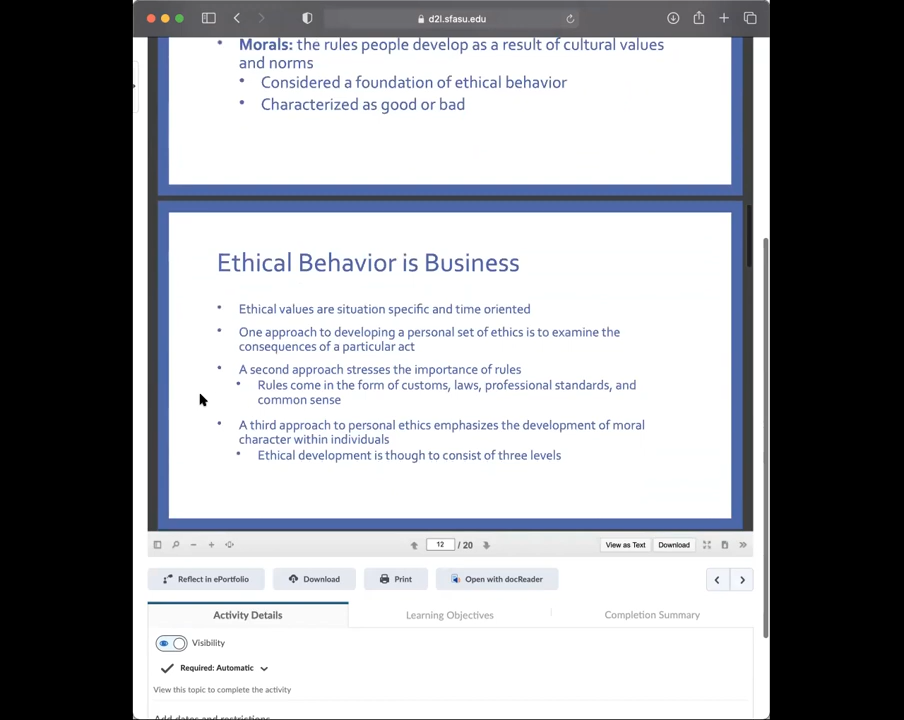 d2l.sfasu.edu
• Morals: the rules people develop as a result of cultural values
and norms
• Considered a foundation of ethical behavior
• Characterized as good or bad
Ethical Behavior is Business
• Ethical values are situation specific and time oriented
• One approach to developing a personal set of ethics is to examine the
consequences of a particular act
• A second approach stresses the importance of rules
• Rules come in the form of customs, laws, professional standards, and
common sense
• A third approach to personal ethics emphasizes the development of moral
character within individuals
• Ethical development is though to consist of three levels
12 / 20 View as Text Download
Reflect in ePortfolio Download Print Open with docReader
Activity Details Learning Objectives Completion Summary
Visibility
Required: Automatic
View this topic to complete the activity
Add dates and restrictions